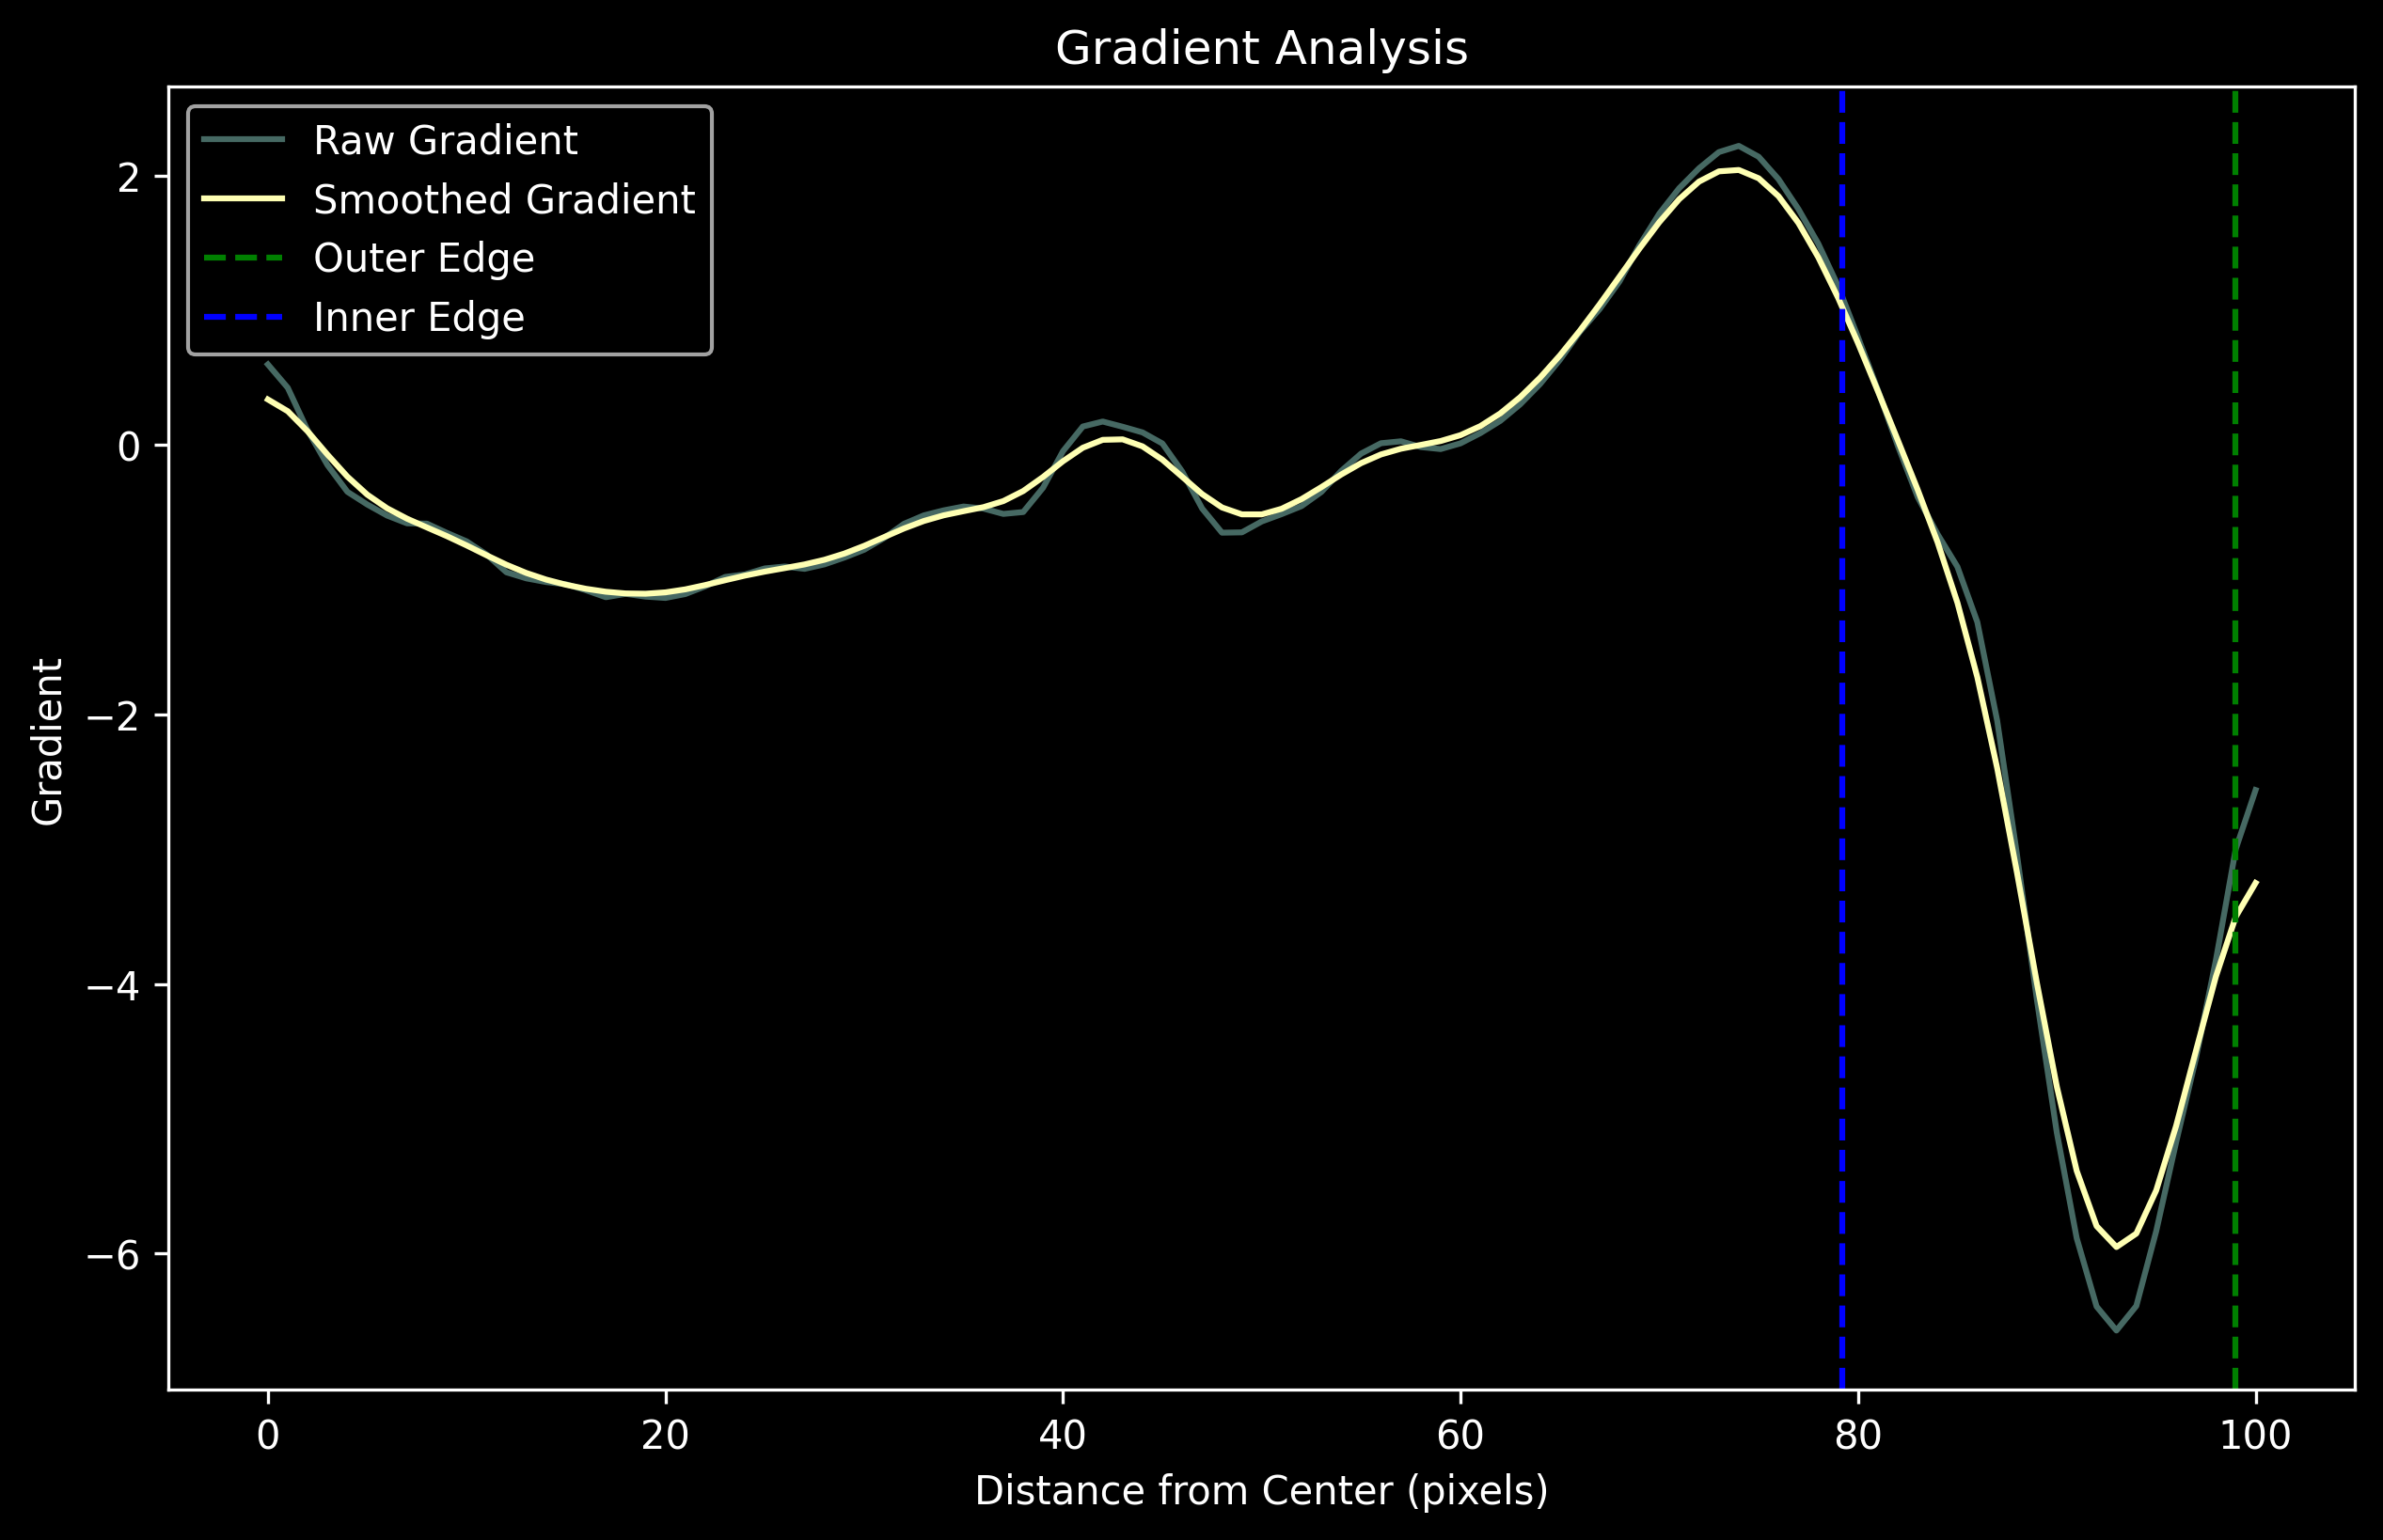 Gradient Analysis
Raw Gradient
Smoothed Gradient
Outer Edge
Inner Edge
2
0
−2
−4
−6
Gradient
0 20 40 60 80 100
Distance from Center (pixels)